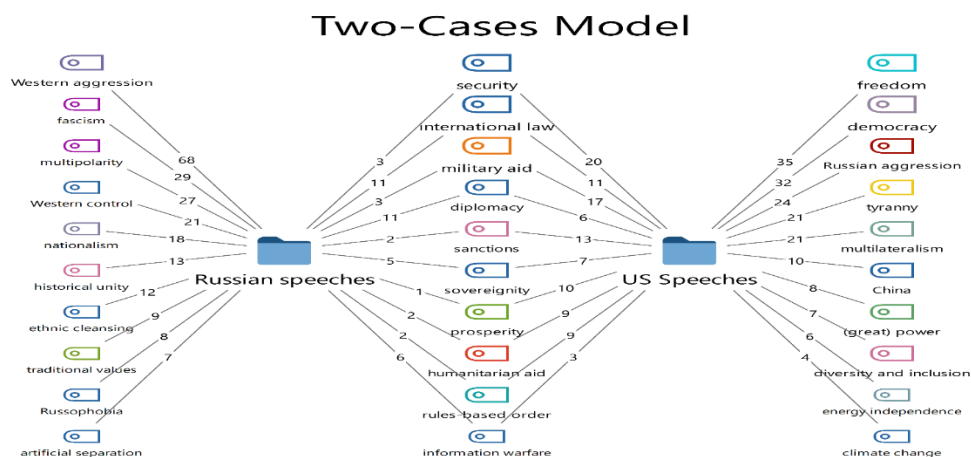 Two-Cases Model
Western aggression
fascism
multipolarity
Western control
nationalism
historical unity
ethnic cleansing
traditional values
Russophobia
artificial separation
68
29
27
21
18
13
12
9
8
7
Russian speeches
3
11
3
11
2
5
1
2
2
6
security
international law
military aid
diplomacy
sanctions
sovereignty
prosperity
humanitarian aid
rules-based order
information warfare
20
11
17
6
13
7
10
9
9
3
US Speeches
35
32
24
21
21
10
8
7
6
4
freedom
democracy
Russian aggression
tyranny
multilateralism
China
(great) power
diversity and inclusion
energy independence
climate change